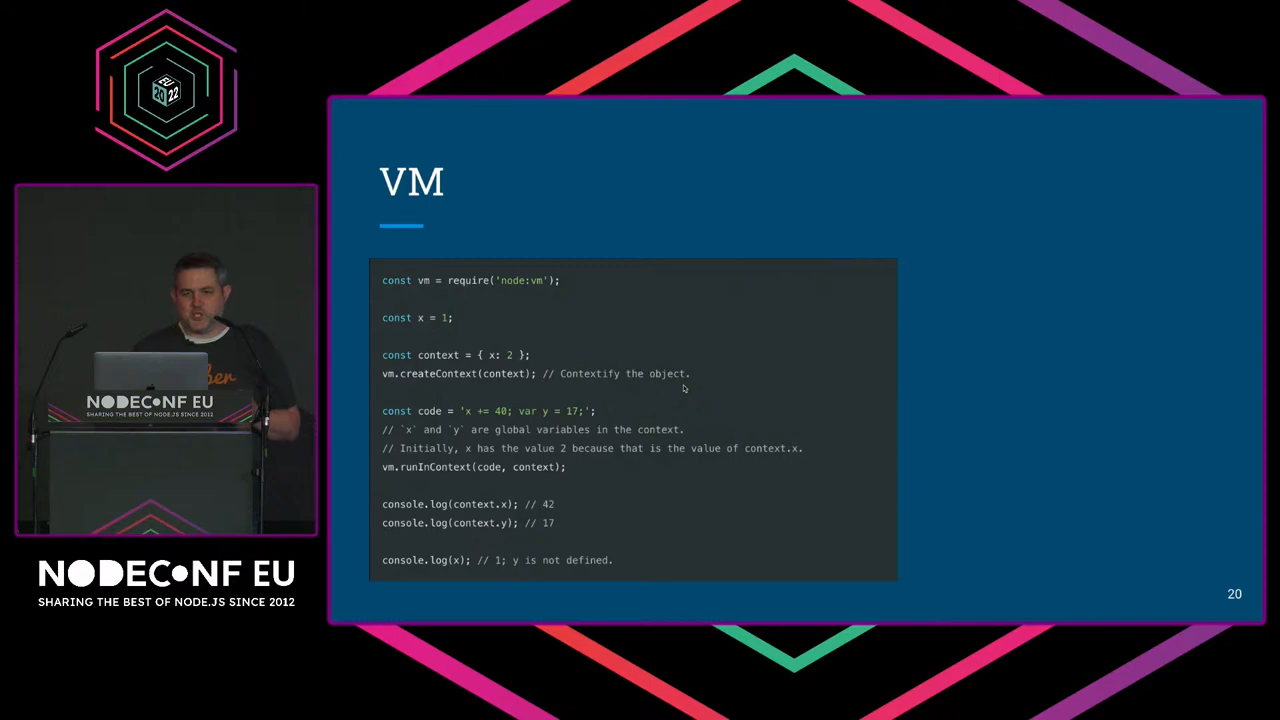 EU
20
22
NODECONF EU
SHARING THE BEST OF NODE.JS SINCE 2012
NODECONF EU
SHARING THE BEST OF NODE.JS SINCE 2012
VM
const vm = require('node:vm');
const x = 1;
const context = { x: 2 };
vm.createContext(context); // Contextify the object.
const code = 'x += 40; var y = 17;';
// `x` and `y` are global variables in the context.
// Initially, x has the value 2 because that is the value of context.x.
vm.runInContext(code, context);
console.log(context.x); // 42
console.log(context.y); // 17
console.log(x); // 1; y is not defined.
20